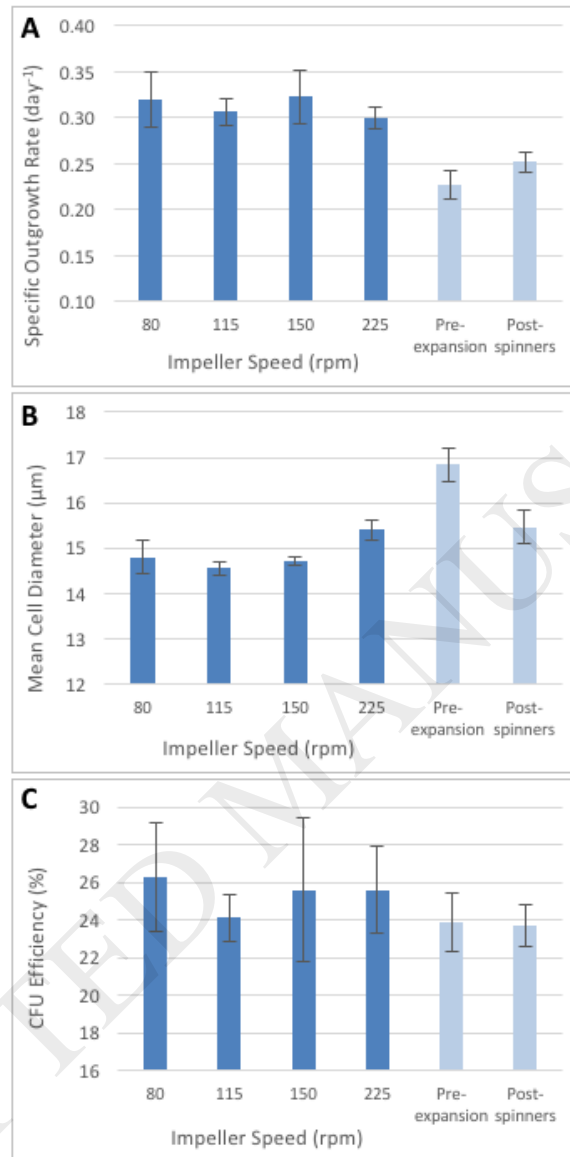 A
Specific Outgrowth Rate (day⁻¹)
0.40
0.35
0.30
0.25
0.20
0.15
0.10
80 115 150 225 Pre-expansion Post-spinners
Impeller Speed (rpm)
B
Mean Cell Diameter (µm)
18
17
16
15
14
13
12
80 115 150 225 Pre-expansion Post-spinners
Impeller Speed (rpm)
C
CFU Efficiency (%)
30
28
26
24
22
20
18
16
80 115 150 225 Pre-expansion Post-spinners
Impeller Speed (rpm)
TED MANUS